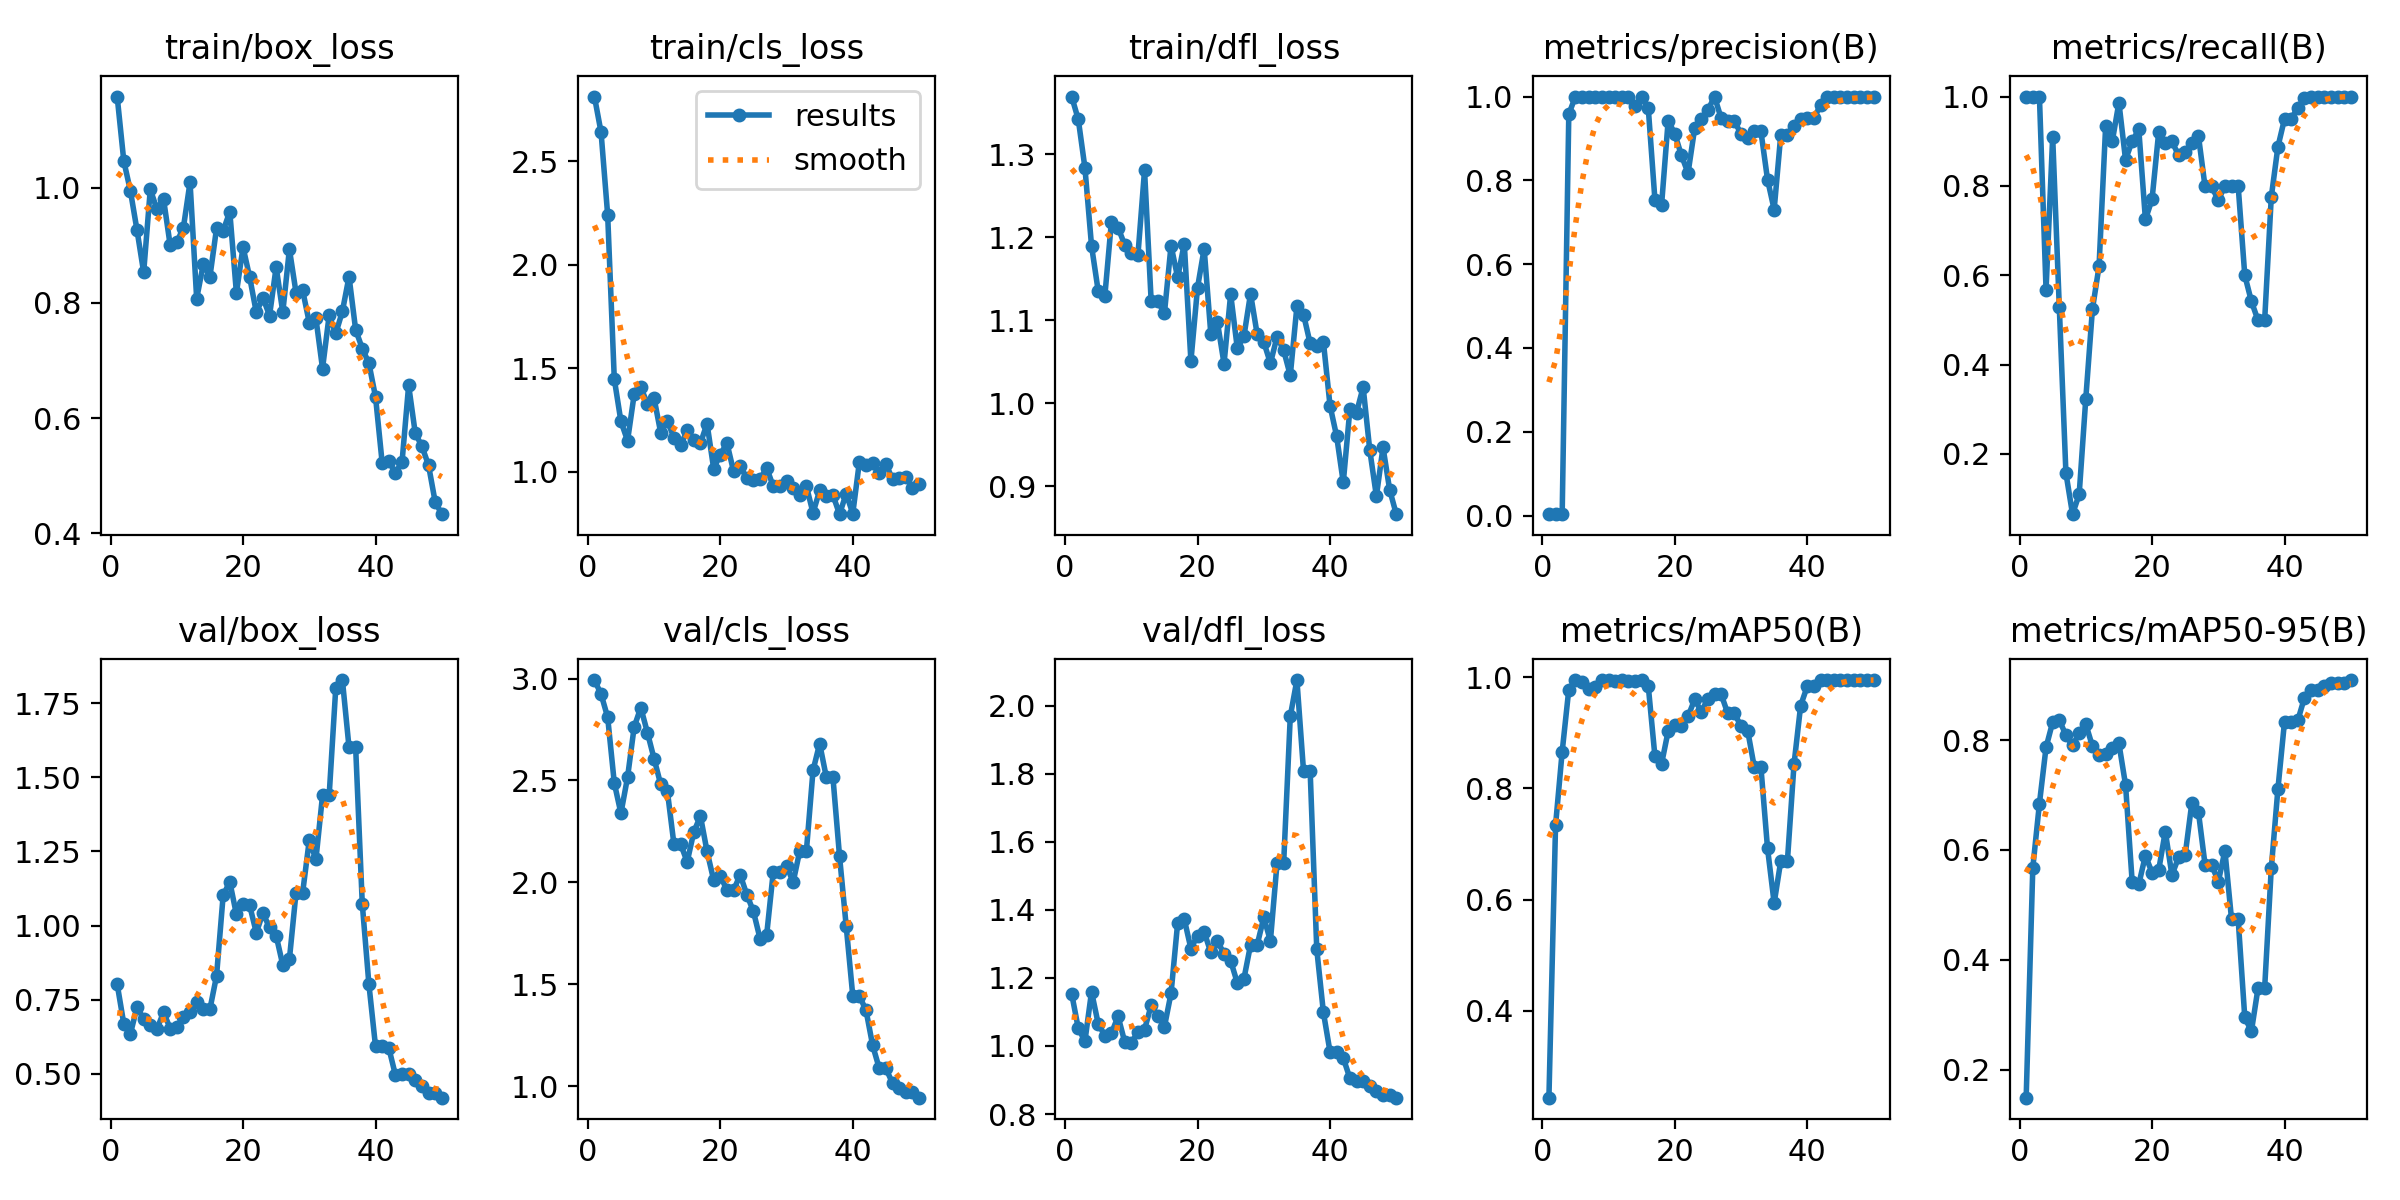 train/box_loss
1.0
0.8
0.6
0.4
0 20 40
train/cls_loss
results
smooth
2.5
2.0
1.5
1.0
0 20 40
train/dfl_loss
1.3
1.2
1.1
1.0
0.9
0 20 40
metrics/precision(B)
1.0
0.8
0.6
0.4
0.2
0.0
0 20 40
metrics/recall(B)
1.0
0.8
0.6
0.4
0.2
0 20 40
val/box_loss
1.75
1.50
1.25
1.00
0.75
0.50
0 20 40
val/cls_loss
3.0
2.5
2.0
1.5
1.0
0 20 40
val/dfl_loss
2.0
1.8
1.6
1.4
1.2
1.0
0.8
0 20 40
metrics/mAP50(B)
1.0
0.8
0.6
0.4
0 20 40
metrics/mAP50-95(B)
0.8
0.6
0.4
0.2
0 20 40